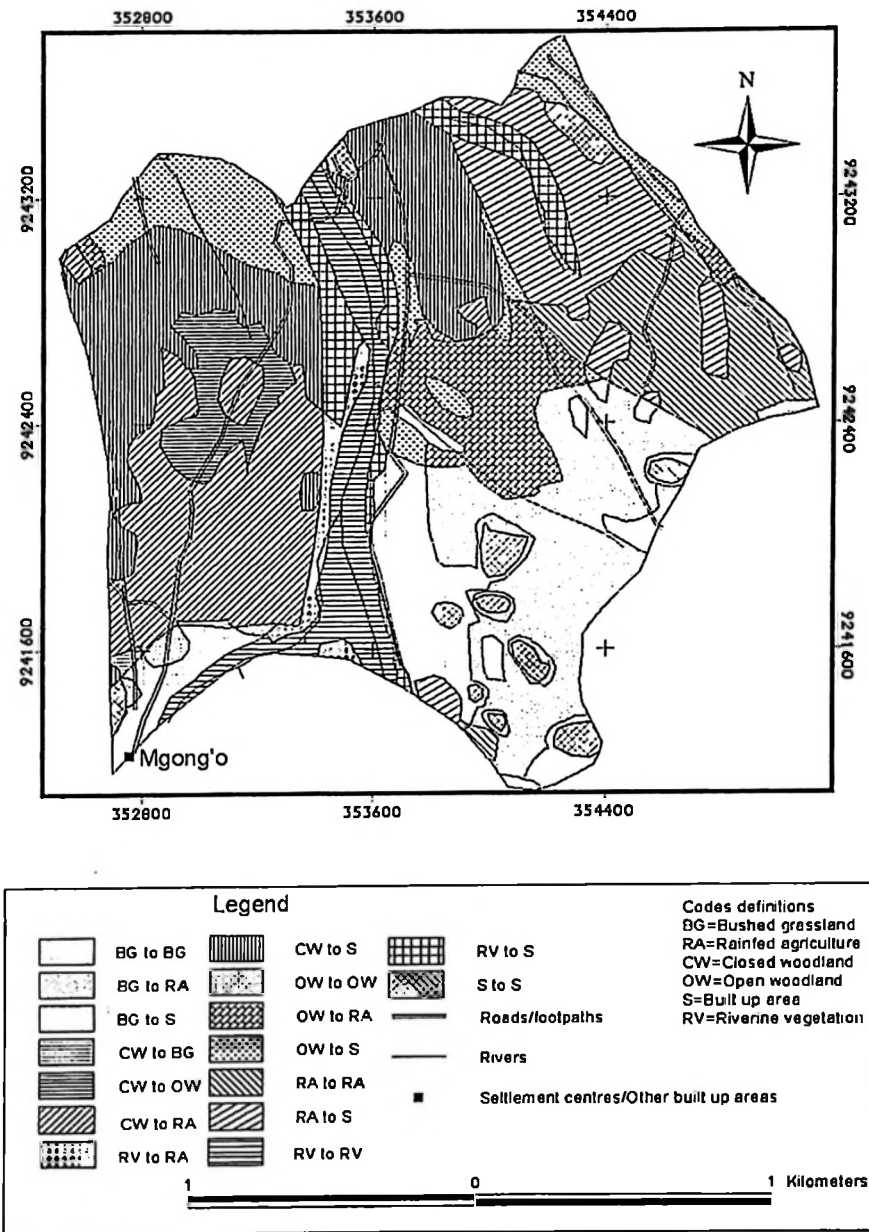 352800 353600 354400
N
9243200 9243200
9242400 9242400
9241600 9241600
Mgong'o
352800 353600 354400
Legend
BG to BG
BG to RA
BG to S
CW to BG
CW to OW
CW to RA
RV to RA
CW to S
OW to OW
OW to RA
OW to S
RA to RA
RA to S
RV to RV
RV to S
S to S
Roads/footpaths
Rivers
Settlement centres/Other built up areas
Codes definitions
BG=Bushed grassland
RA=Rainfed agriculture
CW=Closed woodland
OW=Open woodland
S=Built up area
RV=Riverine vegetation
1 0 1 Kilometers